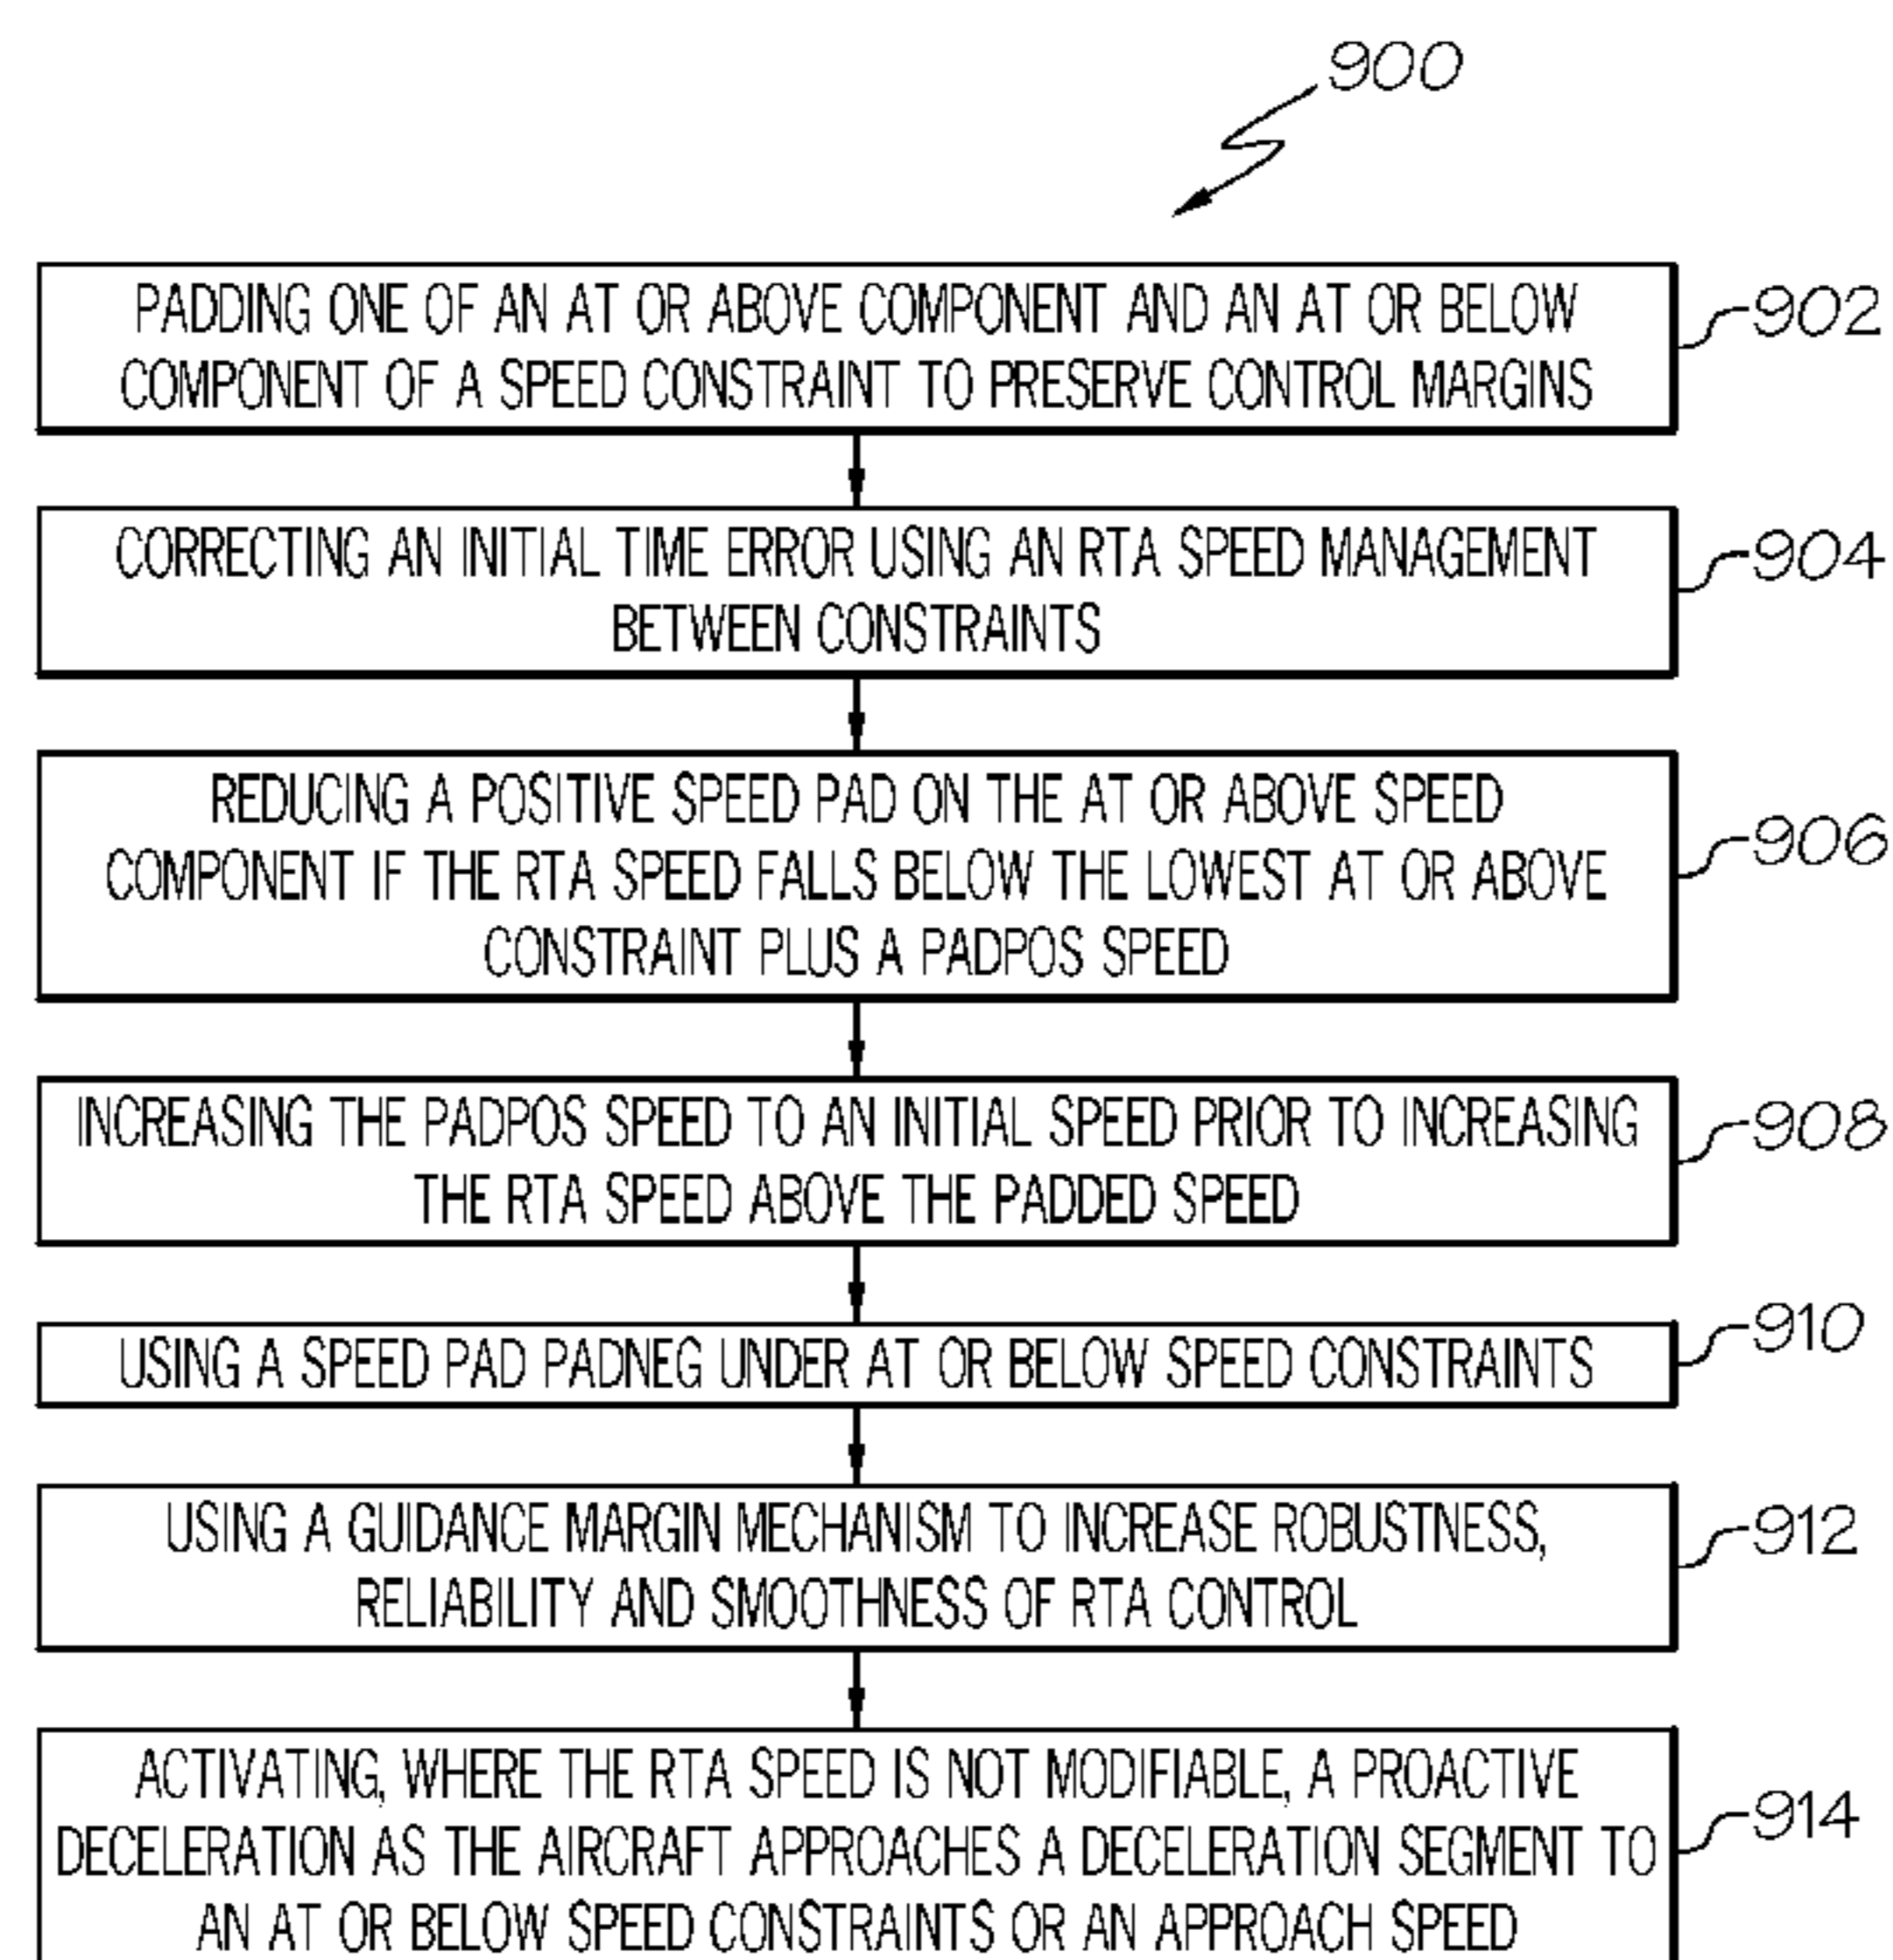 900
PADDING ONE OF AN AT OR ABOVE COMPONENT AND AN AT OR BELOW
COMPONENT OF A SPEED CONSTRAINT TO PRESERVE CONTROL MARGINS
902
CORRECTING AN INITIAL TIME ERROR USING AN RTA SPEED MANAGEMENT
BETWEEN CONSTRAINTS
904
REDUCING A POSITIVE SPEED PAD ON THE AT OR ABOVE SPEED
COMPONENT IF THE RTA SPEED FALLS BELOW THE LOWEST AT OR ABOVE
CONSTRAINT PLUS A PADPOS SPEED
906
INCREASING THE PADPOS SPEED TO AN INITIAL SPEED PRIOR TO INCREASING
THE RTA SPEED ABOVE THE PADDED SPEED
908
USING A SPEED PAD PADNEG UNDER AT OR BELOW SPEED CONSTRAINTS
910
USING A GUIDANCE MARGIN MECHANISM TO INCREASE ROBUSTNESS,
RELIABILITY AND SMOOTHNESS OF RTA CONTROL
912
ACTIVATING, WHERE THE RTA SPEED IS NOT MODIFIABLE, A PROACTIVE
DECELERATION AS THE AIRCRAFT APPROACHES A DECELERATION SEGMENT TO
AN AT OR BELOW SPEED CONSTRAINTS OR AN APPROACH SPEED
914